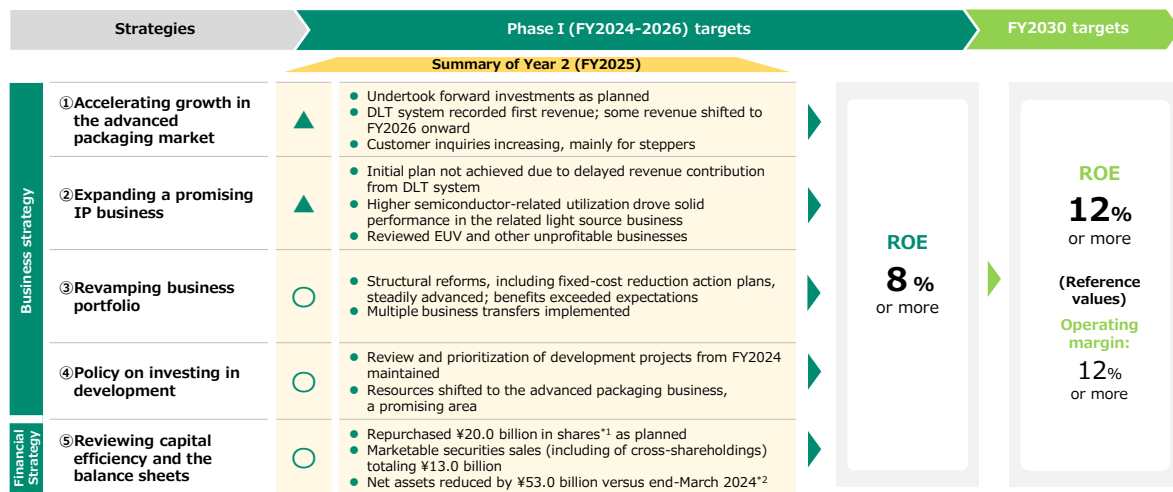 Strategies
Phase I (FY2024-2026) targets
FY2030 targets
Summary of Year 2 (FY2025)
Business strategy
①Accelerating growth in
the advanced
packaging market
▲
● Undertook forward investments as planned
● DLT system recorded first revenue; some revenue shifted to
FY2026 onward
● Customer inquiries increasing, mainly for steppers
②Expanding a promising
IP business
▲
● Initial plan not achieved due to delayed revenue contribution
from DLT system
● Higher semiconductor-related utilization drove solid
performance in the related light source business
● Reviewed EUV and other unprofitable businesses
③Revamping business
portfolio
○
● Structural reforms, including fixed-cost reduction action plans,
steadily advanced; benefits exceeded expectations
● Multiple business transfers implemented
④Policy on investing in
development
○
● Review and prioritization of development projects from FY2024
maintained
● Resources shifted to the advanced packaging business,
a promising area
Financial
Strategy
⑤Reviewing capital
efficiency and the
balance sheets
○
● Repurchased ¥20.0 billion in shares*1 as planned
● Marketable securities sales (including of cross-shareholdings)
totaling ¥13.0 billion
● Net assets reduced by ¥53.0 billion versus end-March 2024*2
ROE
8 %
or more
ROE
12%
or more
(Reference
values)
Operating
margin:
12%
or more